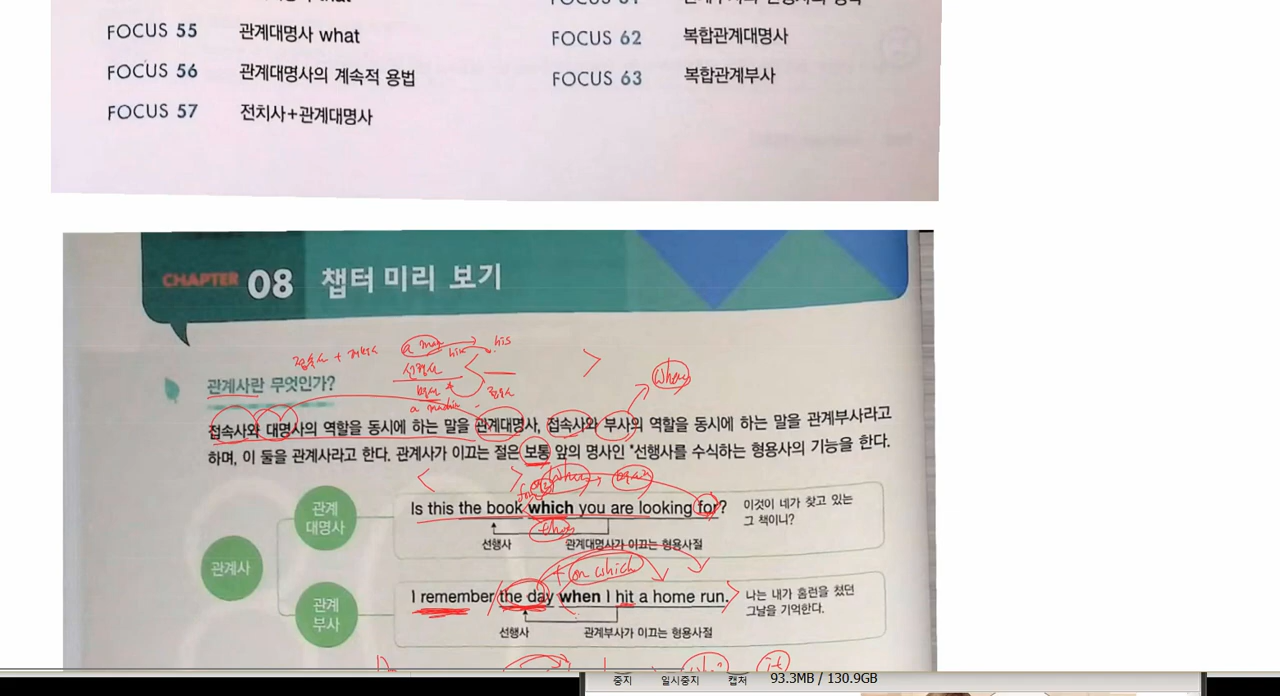 FOCUS 55 관계대명사 what
FOCUS 56 관계대명사의 계속적 용법
FOCUS 57 전치사+관계대명사
FOCUS 62 복합관계대명사
FOCUS 63 복합관계부사
CHAPTER 08 챕터 미리 보기
접속사 +
a man
his
선행사
관계사란 무엇인가?
접속사와 대명사의 역할을 동시에 하는 말을 관계대명사, 접속사와 부사의 역할을 동시에 하는 말을 관계부사라고
하며, 이 둘을 관계사라고 한다. 관계사가 이끄는 절은 보통 앞의 명사인 *선행사를 수식하는 형용사의 기능을 한다.
관계사
관계
대명사
Is this the book which you are looking for?
선행사 관계대명사가 이끄는 형용사절
이것이 네가 찾고 있는
그 책이니?
on which
관계
부사
I remember the day when I hit a home run.
선행사 관계부사가 이끄는 형용사절
나는 내가 홈런을 쳤던
그날을 기억한다.
it
중지 일시중지 캡처 93.3MB / 130.9GB